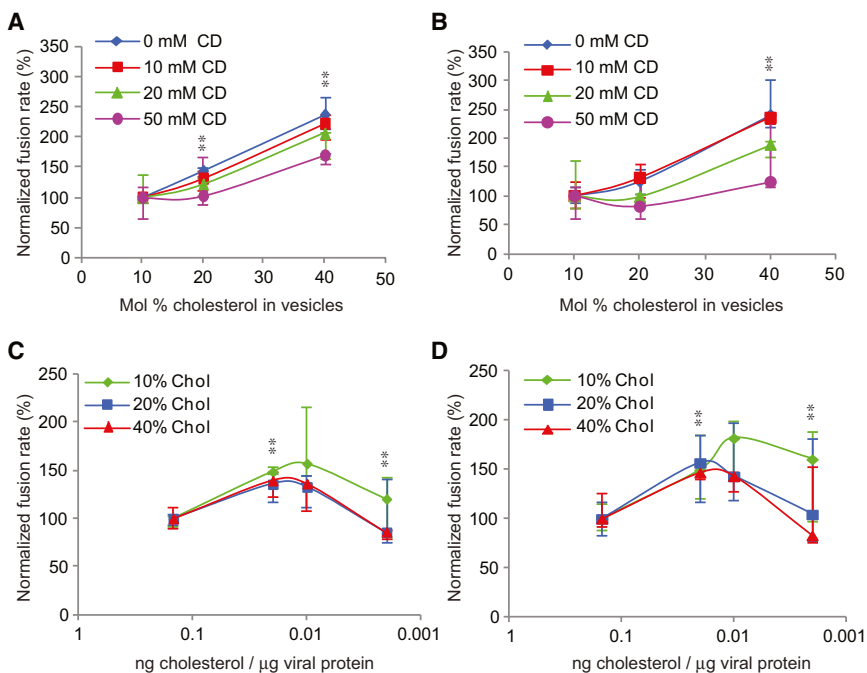 A
350
300
250
200
150
100
50
0
Normalized fusion rate (%)
0 mM CD
10 mM CD
20 mM CD
50 mM CD
**
**
0 10 20 30 40 50
Mol % cholesterol in vesicles
B
350
300
250
200
150
100
50
0
Normalized fusion rate (%)
0 mM CD
10 mM CD
20 mM CD
50 mM CD
**
0 10 20 30 40 50
Mol % cholesterol in vesicles
C
250
200
150
100
50
0
Normalized fusion rate (%)
10% Chol
20% Chol
40% Chol
**
**
1 0.1 0.01 0.001
ng cholesterol / μg viral protein
D
250
200
150
100
50
0
Normalized fusion rate (%)
10% Chol
20% Chol
40% Chol
**
**
1 0.1 0.01 0.001
ng cholesterol / μg viral protein